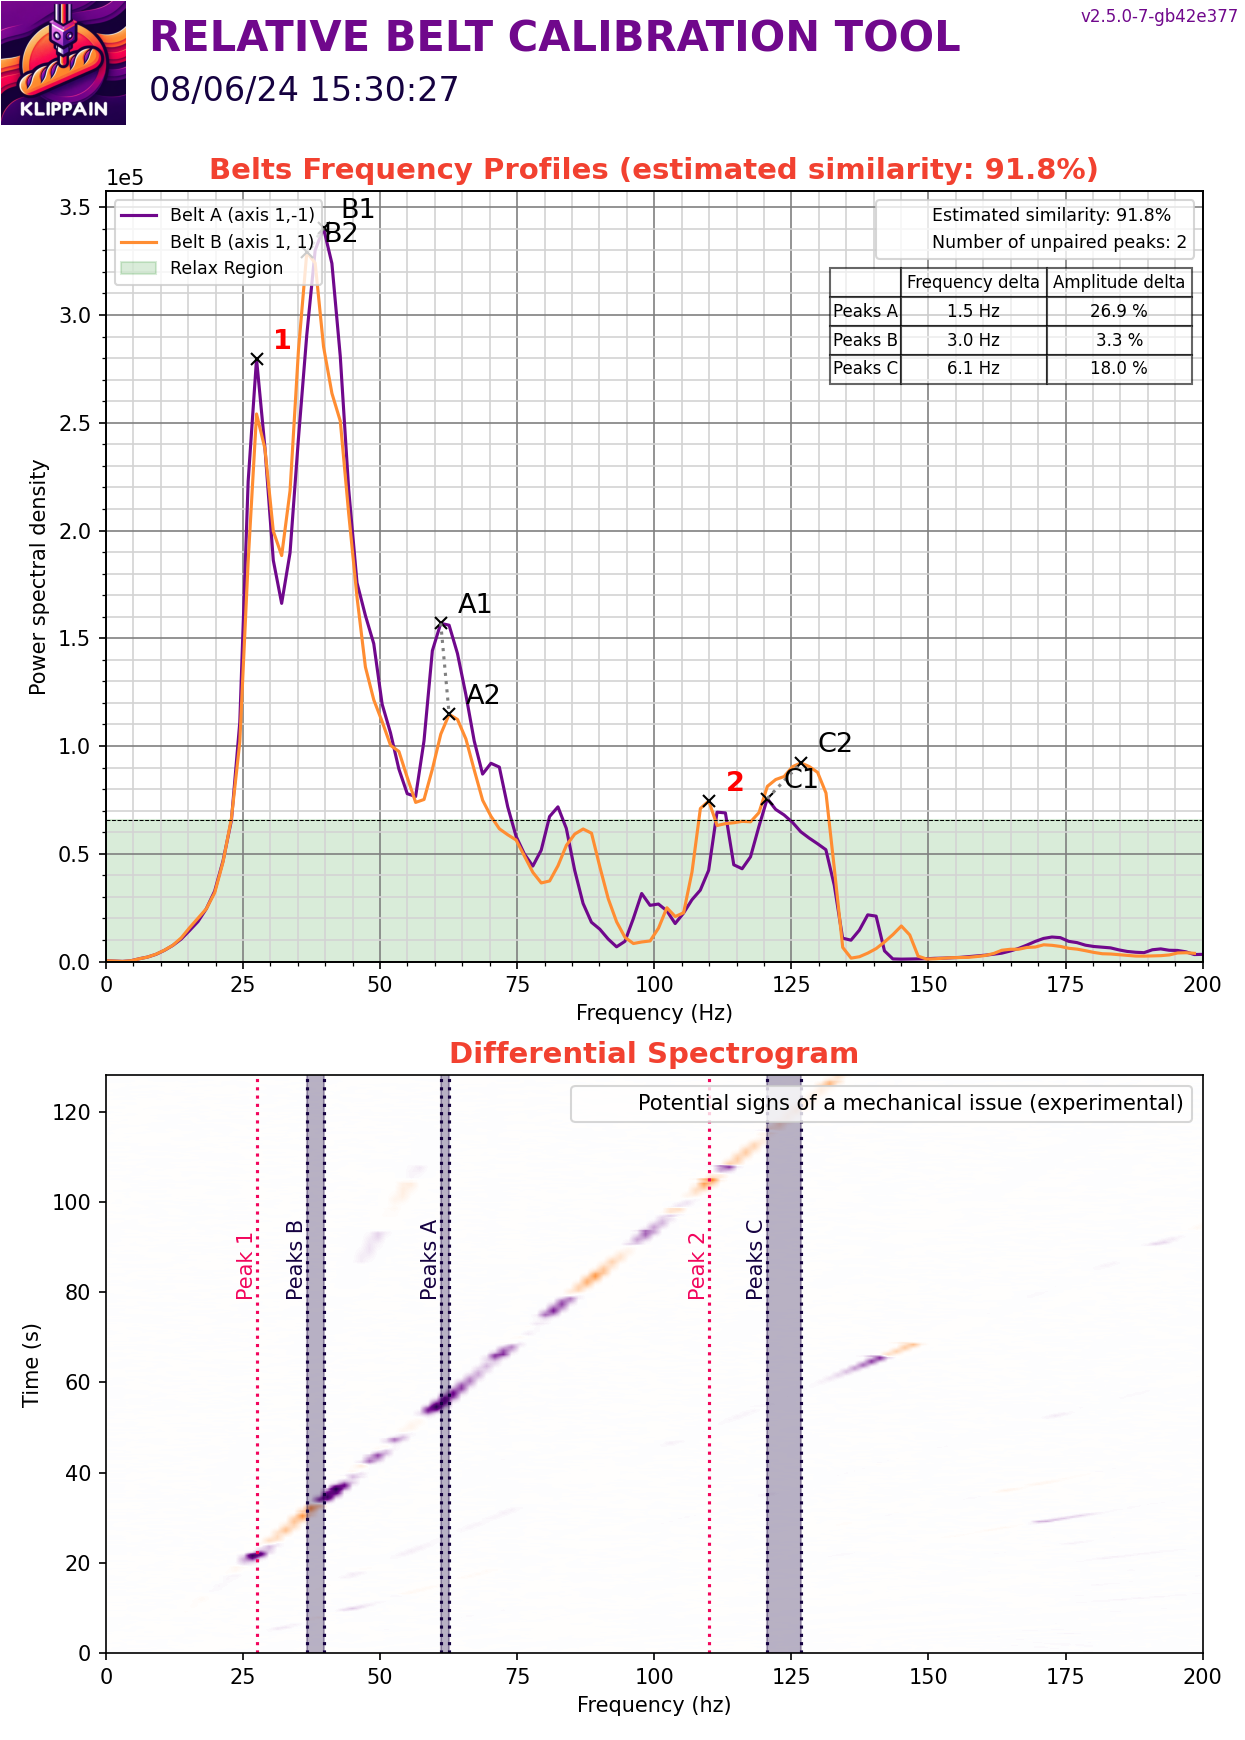 RELATIVE BELT CALIBRATION TOOL
v2.5.0-7-gb42e377
08/06/24 15:30:27
KLIPPAIN
Belts Frequency Profiles (estimated similarity: 91.8%)
1e5
Belt A (axis 1,-1)
Belt B (axis 1, 1)
Relax Region
Estimated similarity: 91.8%
Number of unpaired peaks: 2
Frequency delta Amplitude delta
Peaks A 1.5 Hz 26.9 %
Peaks B 3.0 Hz 3.3 %
Peaks C 6.1 Hz 18.0 %
B1
B2
1
A1
A2
C2
C1
2
3.5
3.0
2.5
2.0
1.5
1.0
0.5
0.0
Power spectral density
0 25 50 75 100 125 150 175 200
Frequency (Hz)
Differential Spectrogram
Potential signs of a mechanical issue (experimental)
Peak 1
Peaks B
Peaks A
Peak 2
Peaks C
120
100
80
60
40
20
0
Time (s)
0 25 50 75 100 125 150 175 200
Frequency (hz)